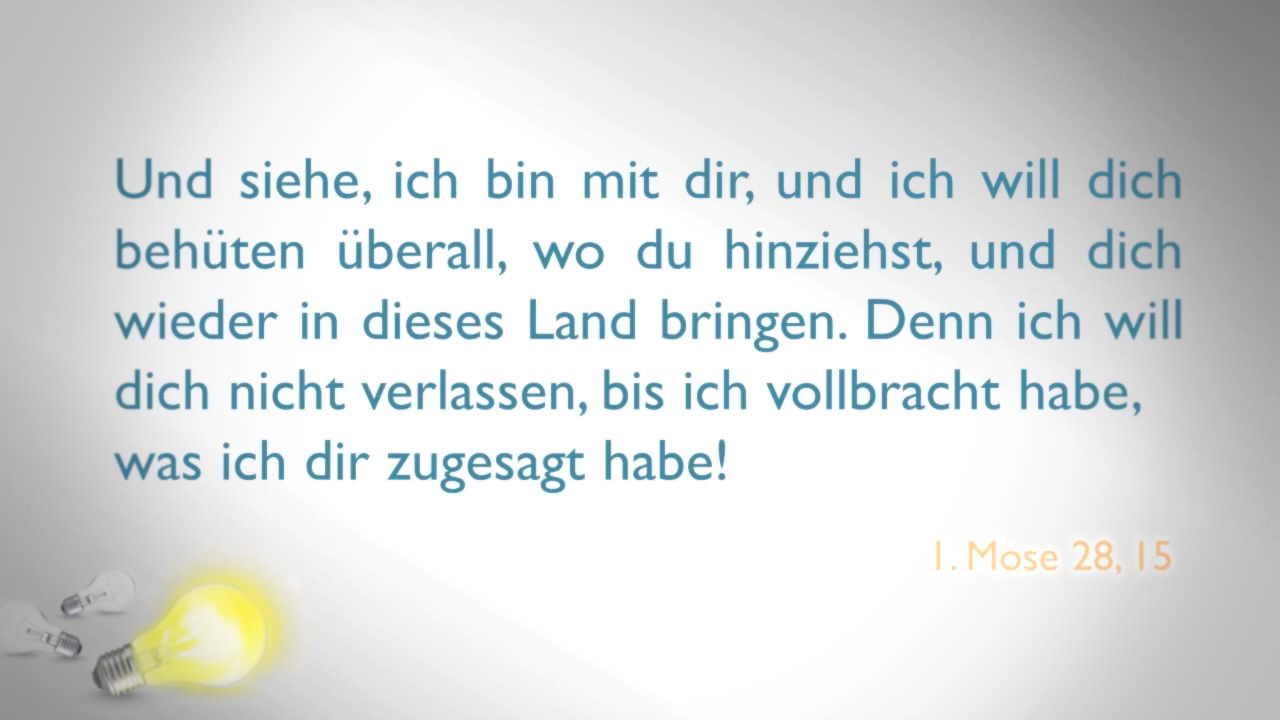 Und siehe, ich bin mit dir, und ich will dich
behüten überall, wo du hinziehst, und dich
wieder in dieses Land bringen. Denn ich will
dich nicht verlassen, bis ich vollbracht habe,
was ich dir zugesagt habe!
1. Mose 28, 15